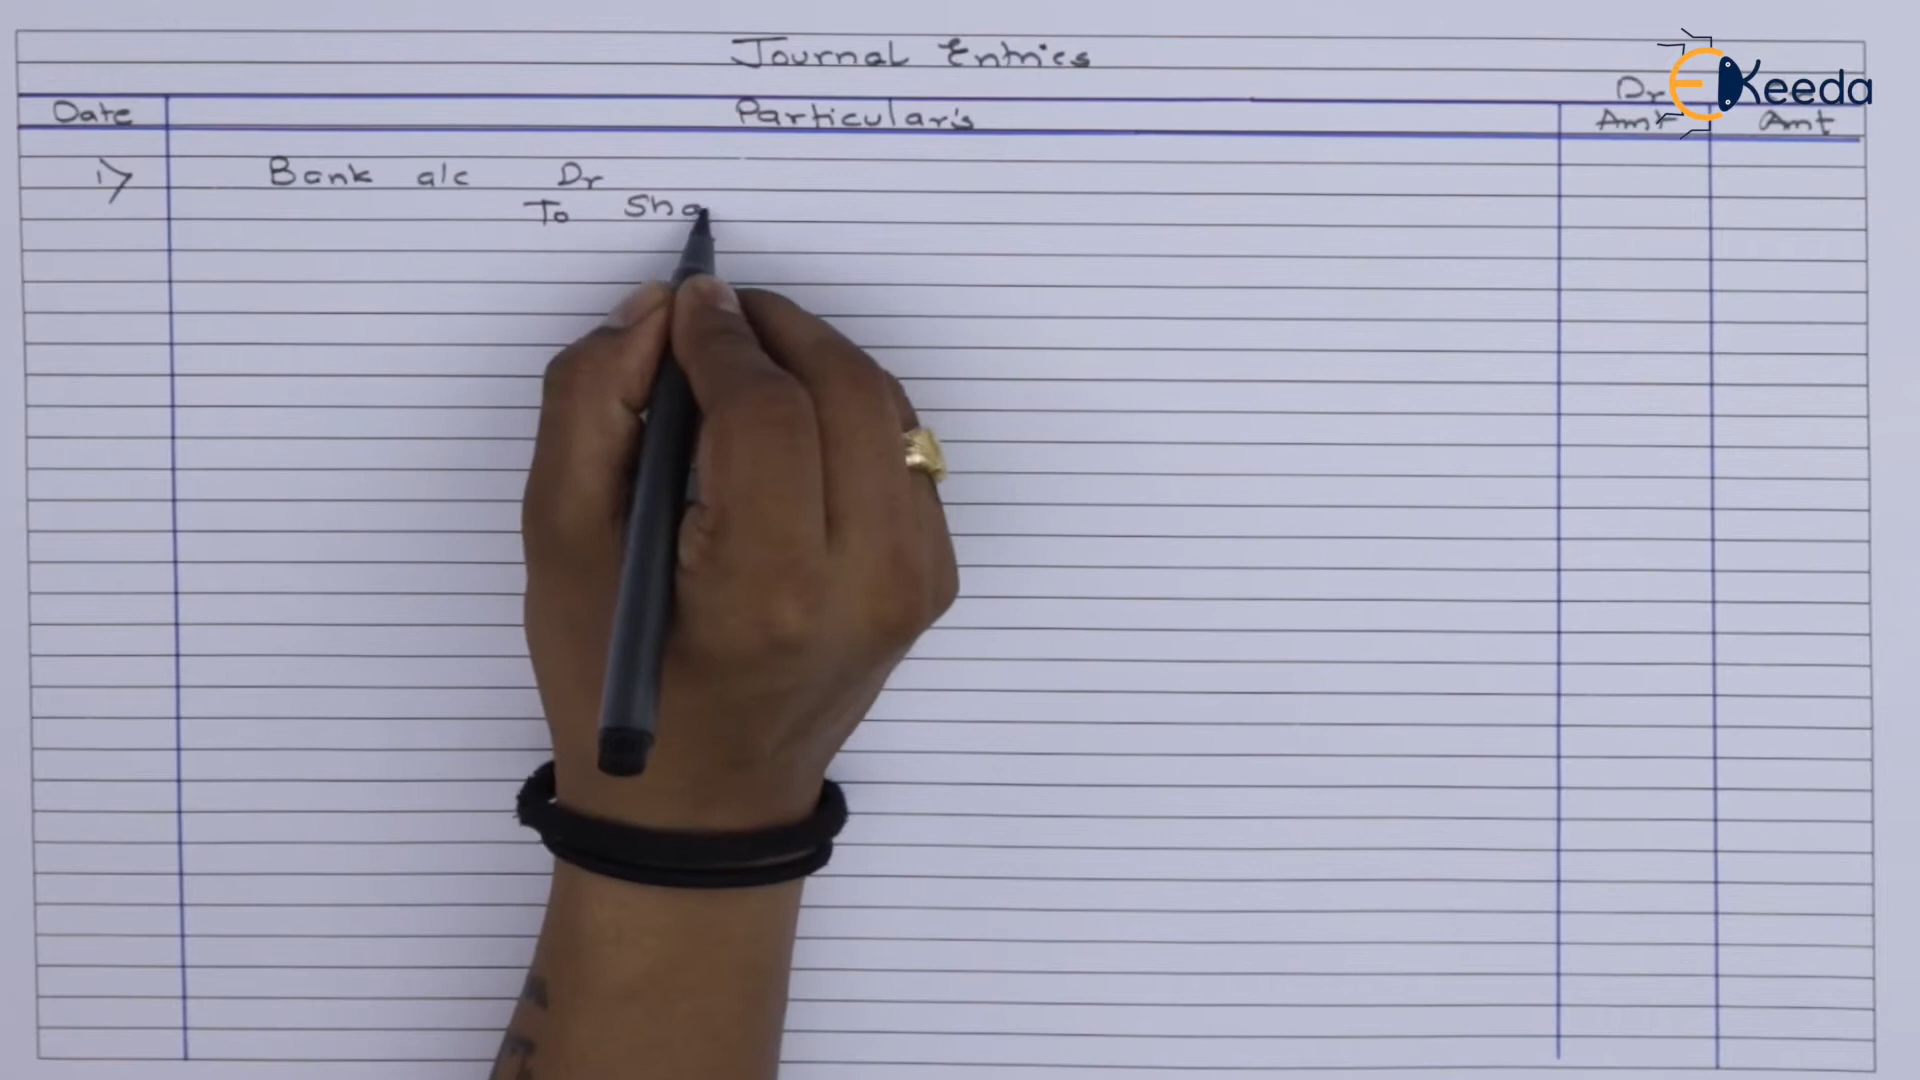 Journal Entries
Dr
Keeda
Date Particulars Amt Amt
1> Bank a/c Dr
To Sha